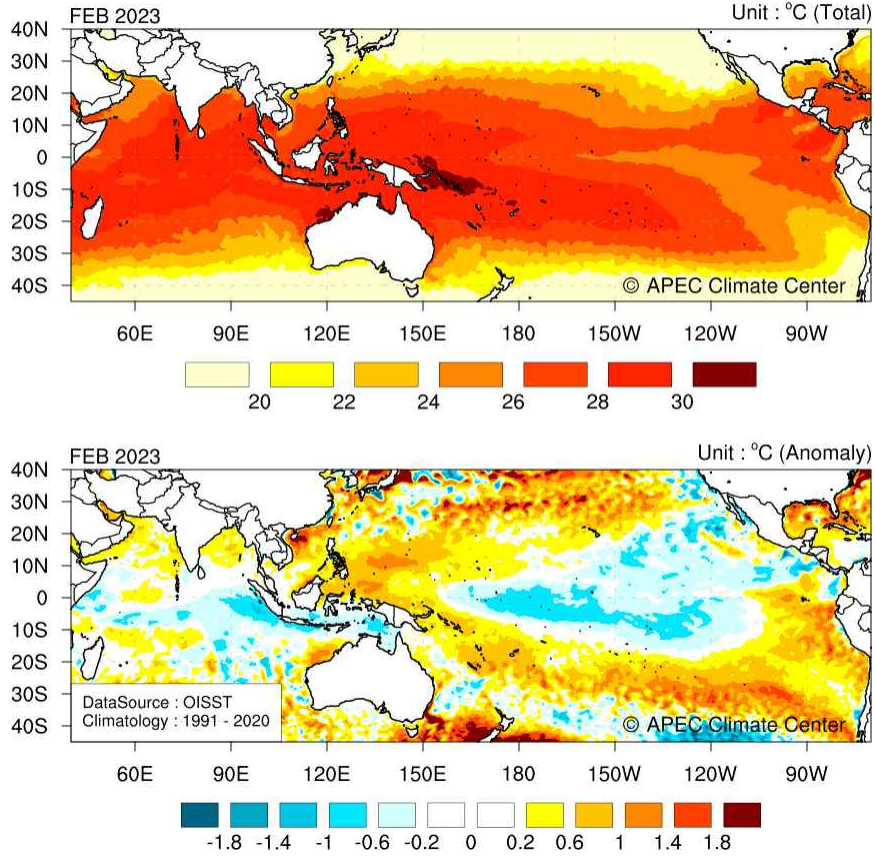 FEB 2023 Unit : °C (Total)
40N
30N
20N
10N
0
10S
20S
30S
40S
© APEC Climate Center
60E 90E 120E 150E 180 150W 120W 90W
20 22 24 26 28 30
FEB 2023 Unit : °C (Anomaly)
40N
30N
20N
10N
0
10S
20S
30S
40S
DataSource : OISST
Climatology : 1991 - 2020
© APEC Climate Center
60E 90E 120E 150E 180 150W 120W 90W
-1.8 -1.4 -1 -0.6 -0.2 0 0.2 0.6 1 1.4 1.8